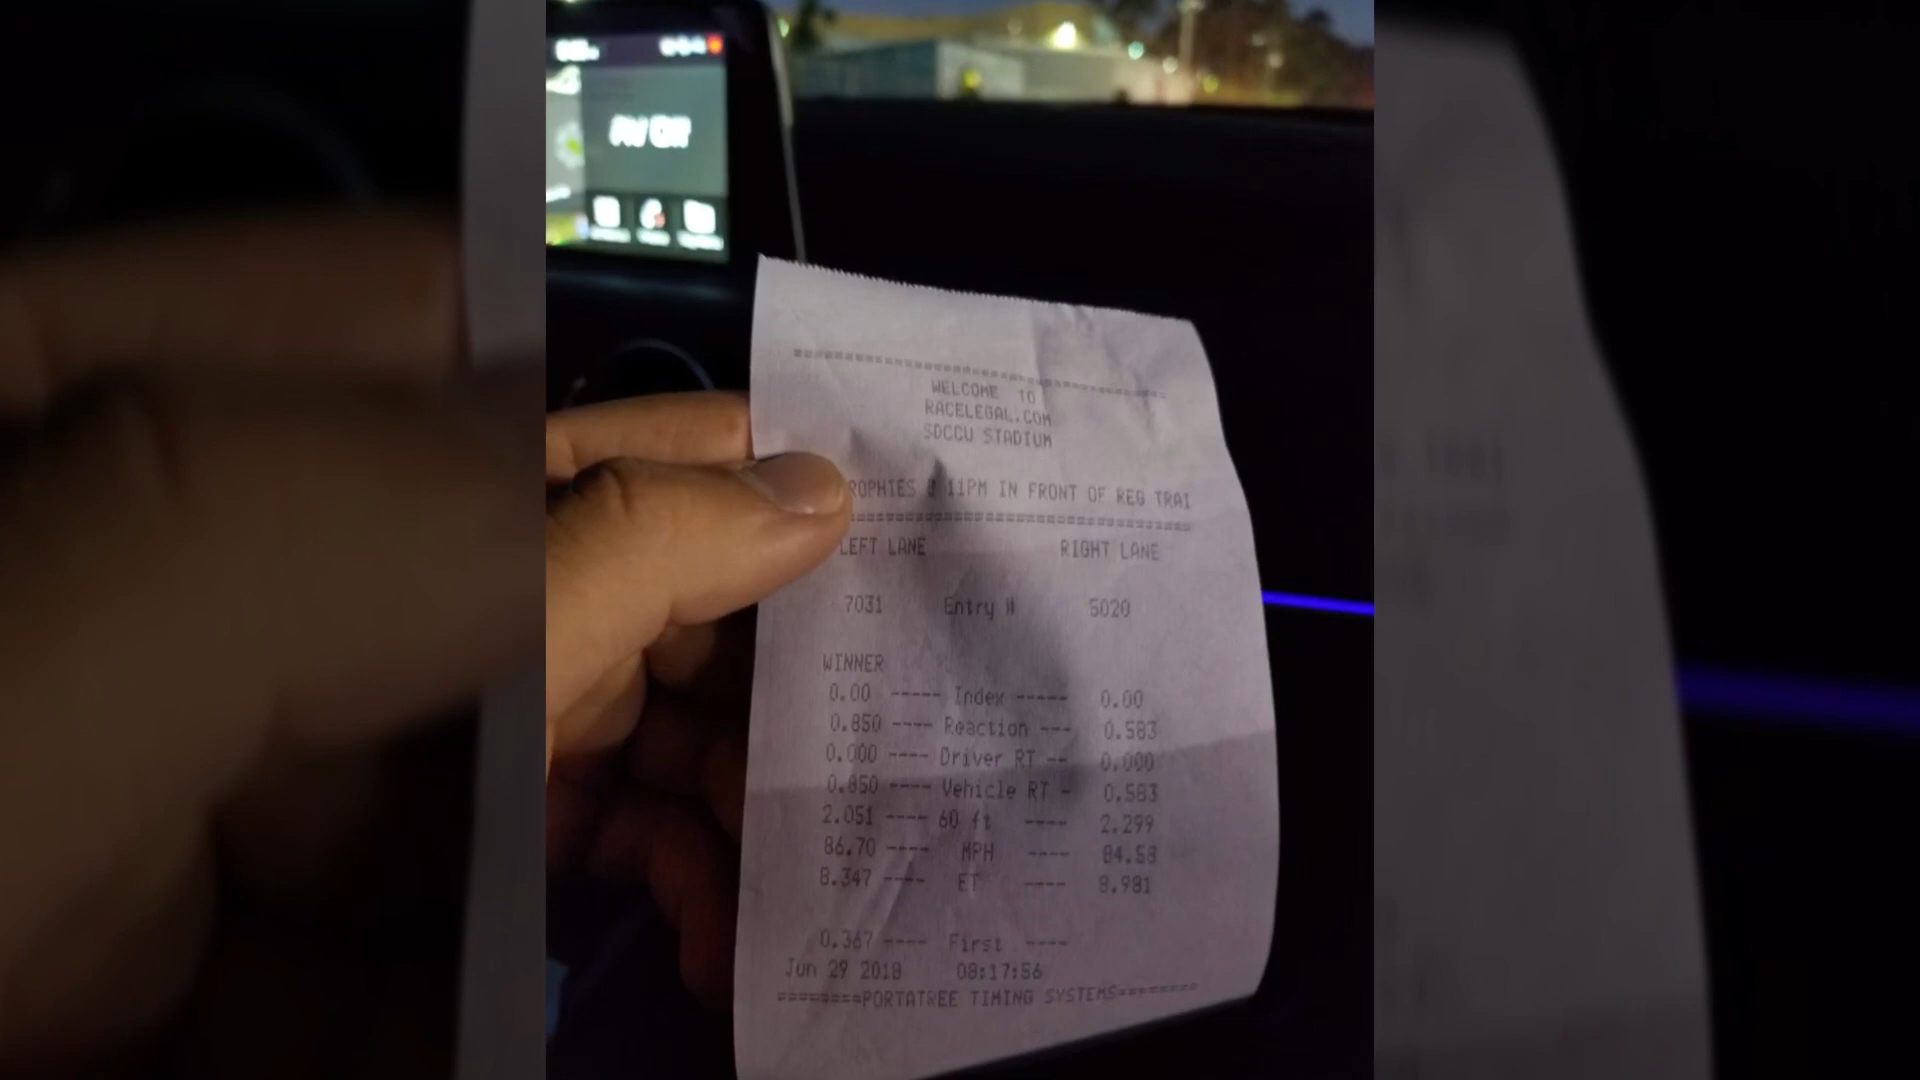 AV Off
================================
WELCOME TO
RACELEGAL.COM
SDCCU STADIUM
ROPHIES @ 11PM IN FRONT OF REG TRAI
================================
LEFT LANE RIGHT LANE
7031 Entry # 5020
WINNER
0.00 ----- Index ----- 0.00
0.850 ---- Reaction --- 0.583
0.000 ---- Driver RT -- 0.000
0.850 ---- Vehicle RT - 0.583
2.051 ---- 60 ft ---- 2.299
86.70 ---- MPH ---- 84.58
8.347 ---- ET ---- 8.981
0.367 ---- First ----
Jun 29 2018 08:17:56
========PORTATREE TIMING SYSTEMS========